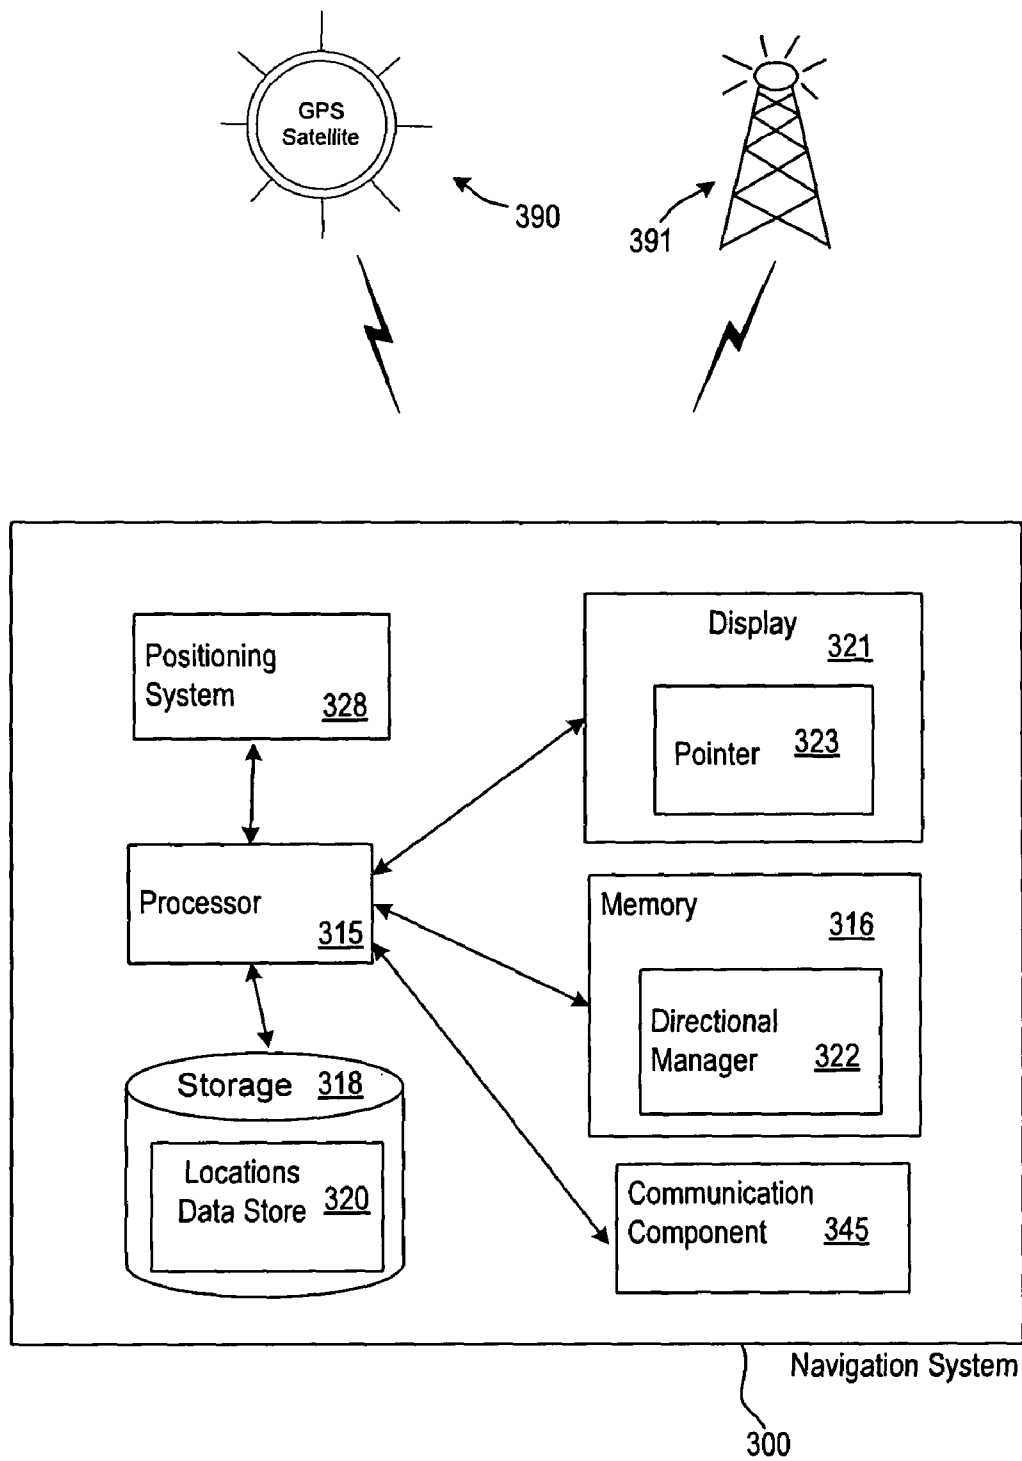 GPS
Satellite
390
391
Positioning
System
328
Display
321
Pointer
323
Processor
315
Memory
316
Directional
Manager
322
Storage
318
Locations
Data Store
320
Communication
Component
345
Navigation System
300